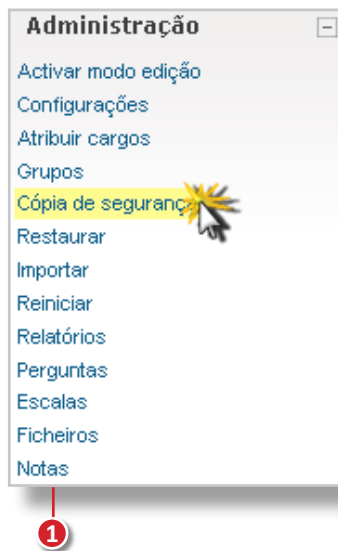 Administração
Activar modo edição
Configurações
Atribuir cargos
Grupos
Cópia de segurança
Restaurar
Importar
Reiniciar
Relatórios
Perguntas
Escalas
Ficheiros
Notas
1